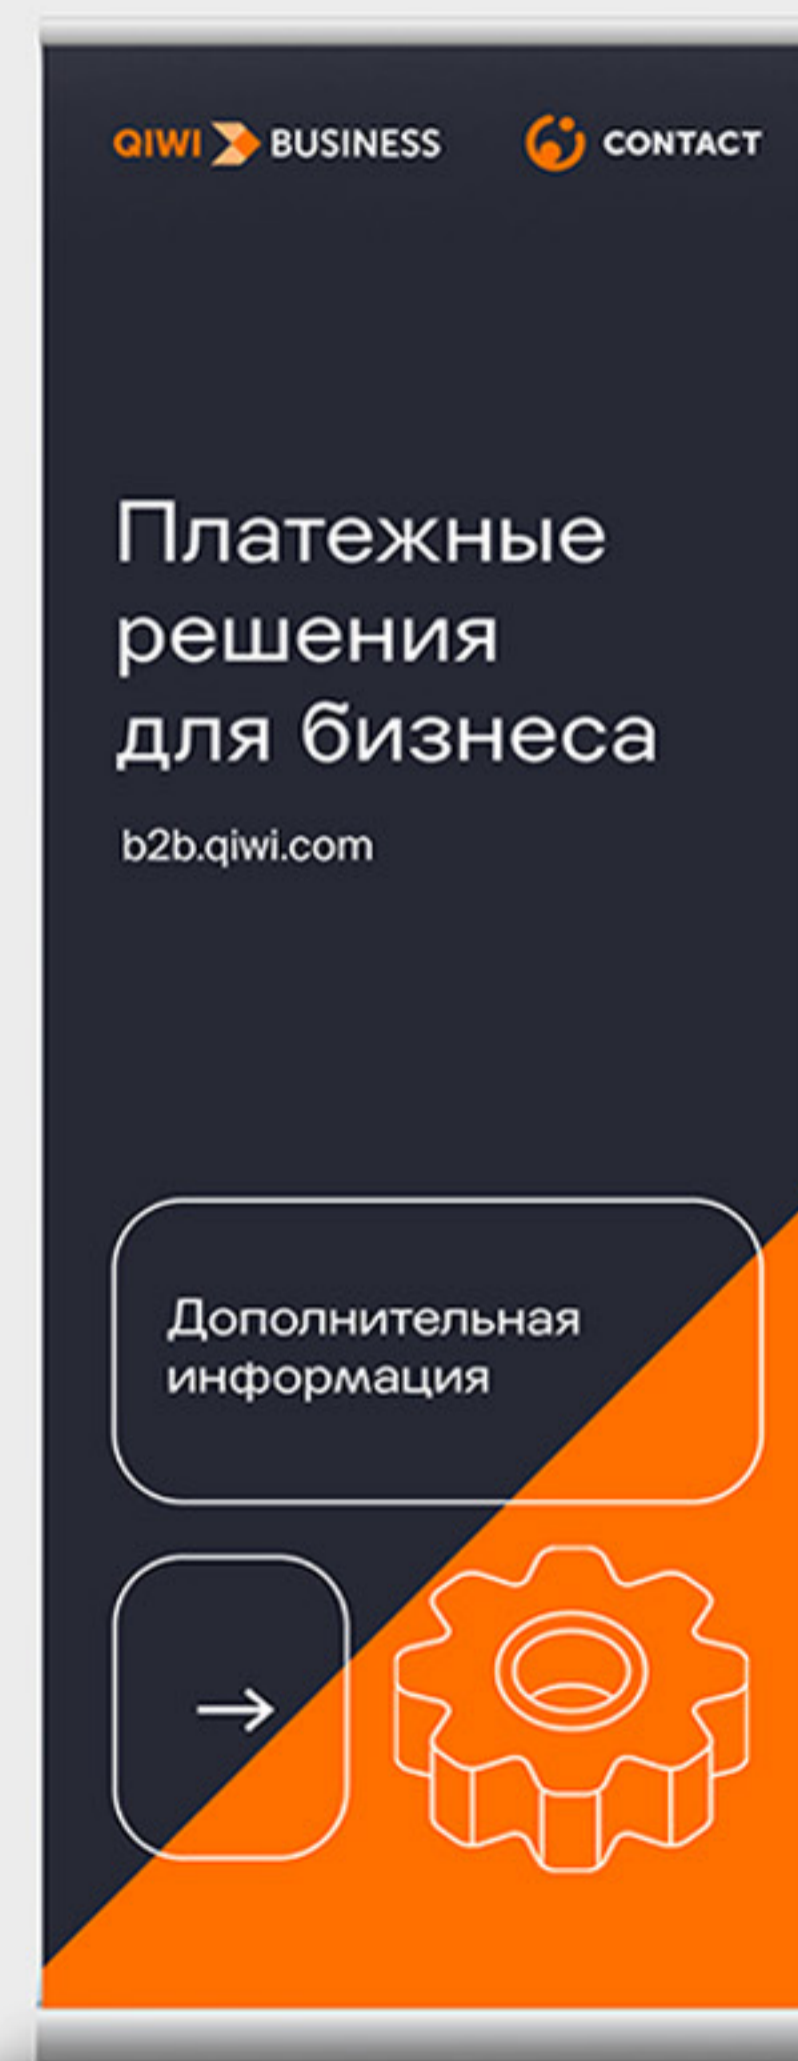 QIWI BUSINESS CONTACT
Платежные
решения
для бизнеса
b2b.qiwi.com
Дополнительная
информация